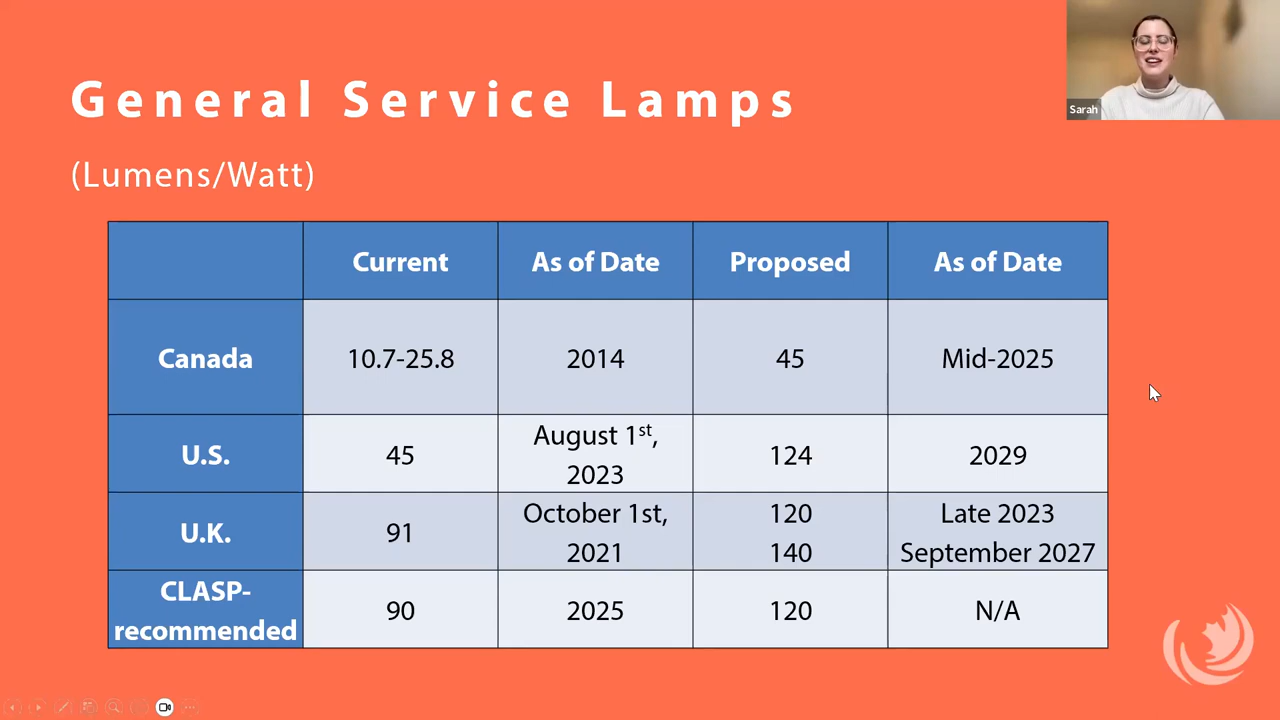 General Service Lamps
(Lumens/Watt)
Sarah
Current As of Date Proposed As of Date
Canada 10.7-25.8 2014 45 Mid-2025
U.S. 45 August 1st, 2023 124 2029
U.K. 91 October 1st, 2021 120 140 Late 2023 September 2027
CLASP-recommended 90 2025 120 N/A